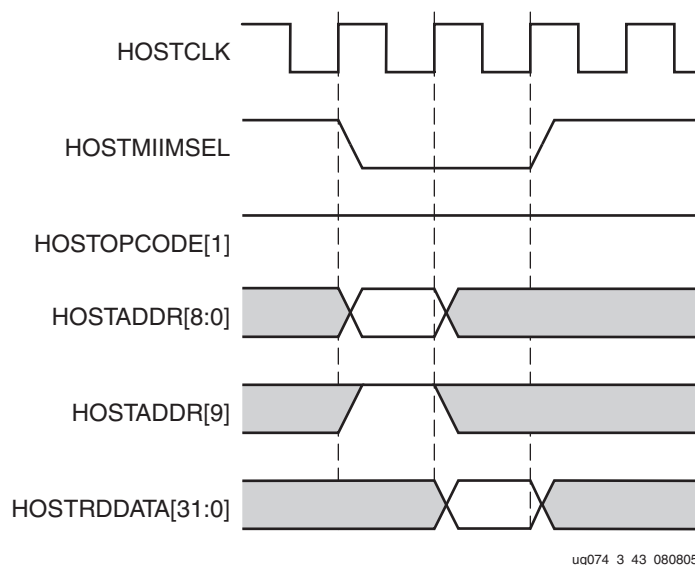 HOSTCLK
HOSTMIIMSEL
HOSTOPCODE[1]
HOSTADDR[8:0]
HOSTADDR[9]
HOSTRDDATA[31:0]
ug074_3_43_080805